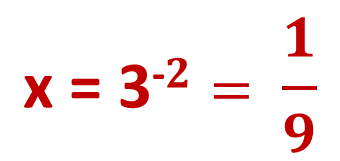 x = 3⁻² = 1/9